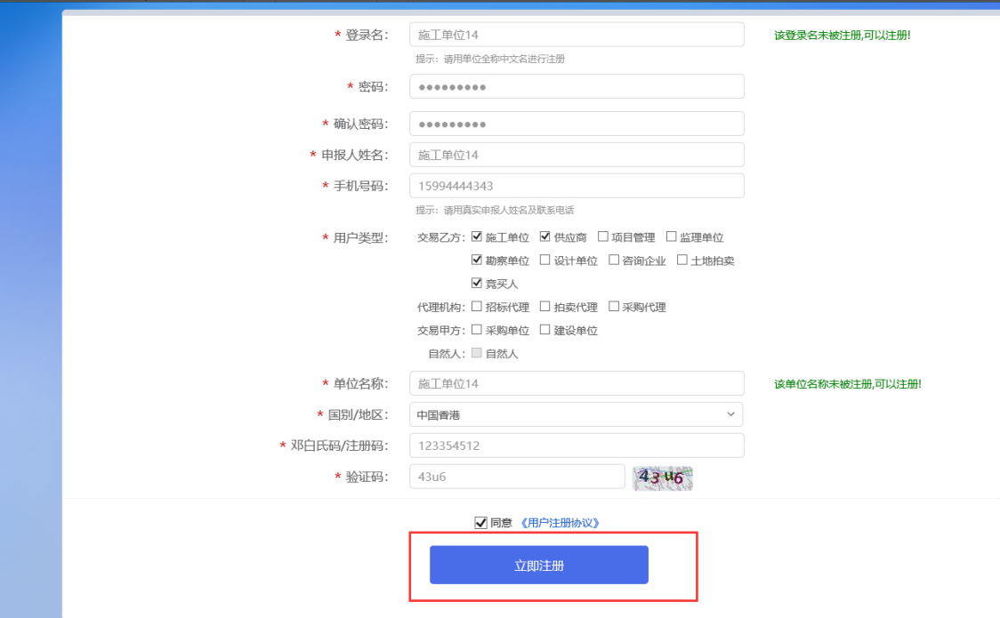 * 登录名： 施工单位14 该登录名未被注册,可以注册!
提示：请用单位全称中文名进行注册
* 密码： ●●●●●●●●●
* 确认密码： ●●●●●●●●●
* 申报人姓名： 施工单位14
* 手机号码： 15994444343
提示：请用真实申报人姓名及联系电话
* 用户类型： 交易乙方： 施工单位 供应商 项目管理 监理单位
勘察单位 设计单位 咨询企业 土地拍卖
竞买人
代理机构： 招标代理 拍卖代理 采购代理
交易甲方： 采购单位 建设单位
自然人： 自然人
* 单位名称： 施工单位14 该单位名称未被注册,可以注册!
* 国别/地区： 中国香港
* 邓白氏码/注册码： 123354512
* 验证码： 43u6 43u6
同意 《用户注册协议》
立即注册